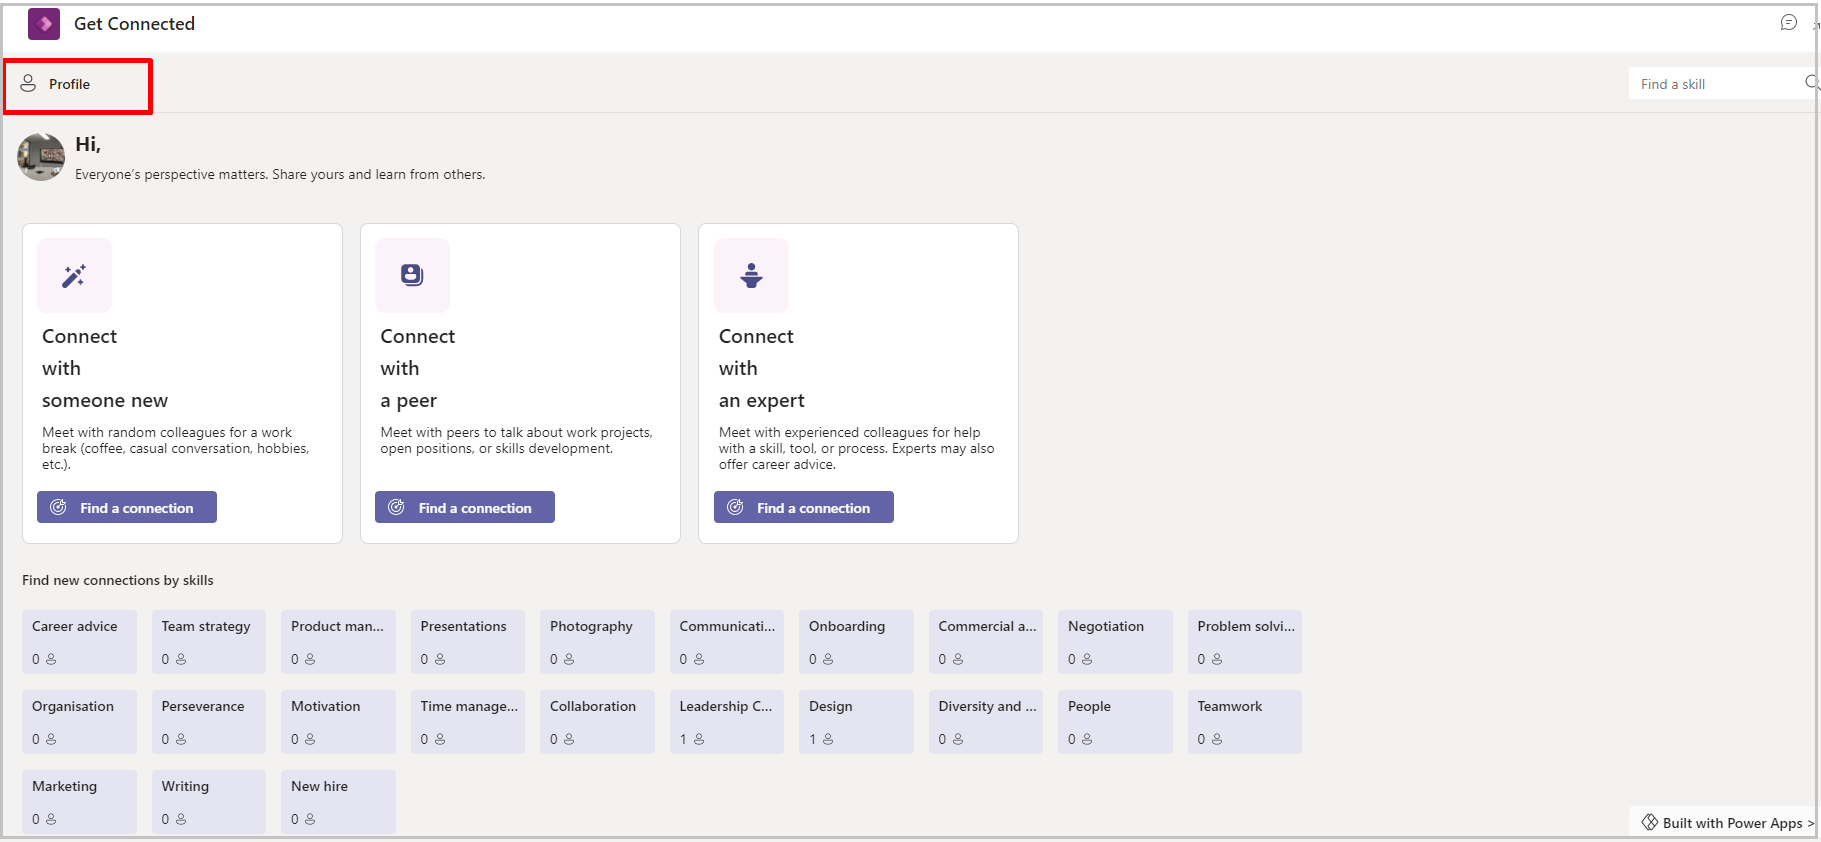 Get Connected
Profile
Find a skill
Hi,
Everyone’s perspective matters. Share yours and learn from others.
Connect
with
someone new
Meet with random colleagues for a work
break (coffee, casual conversation, hobbies,
etc.).
Find a connection
Connect
with
a peer
Meet with peers to talk about work projects,
open positions, or skills development.
Find a connection
Connect
with
an expert
Meet with experienced colleagues for help
with a skill, tool, or process. Experts may also
offer career advice.
Find a connection
Find new connections by skills
Career advice
0
Team strategy
0
Product man...
0
Presentations
0
Photography
0
Communicati...
0
Onboarding
0
Commercial a...
0
Negotiation
0
Problem solvi...
0
Organisation
0
Perseverance
0
Motivation
0
Time manage...
0
Collaboration
0
Leadership C...
1
Design
1
Diversity and ...
0
People
0
Teamwork
0
Marketing
0
Writing
0
New hire
0
Built with Power Apps >